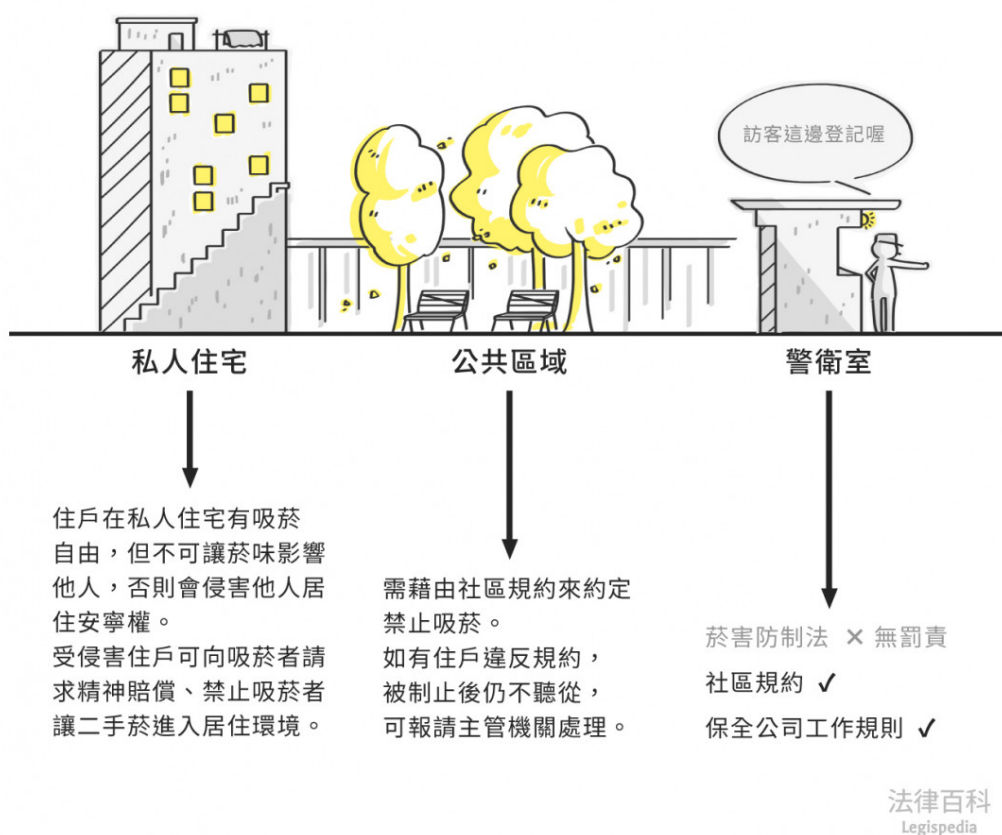 訪客這邊登記喔
私人住宅
公共區域
警衛室
住戶在私人住宅有吸菸
自由，但不可讓菸味影響
他人，否則會侵害他人居
住安寧權。
受侵害住戶可向吸菸者請
求精神賠償、禁止吸菸者
讓二手菸進入居住環境。
需藉由社區規約來約定
禁止吸菸。
如有住戶違反規約，
被制止後仍不聽從，
可報請主管機關處理。
菸害防制法 ✕ 無罰責
社區規約 ✓
保全公司工作規則 ✓
法律百科
Legispedia